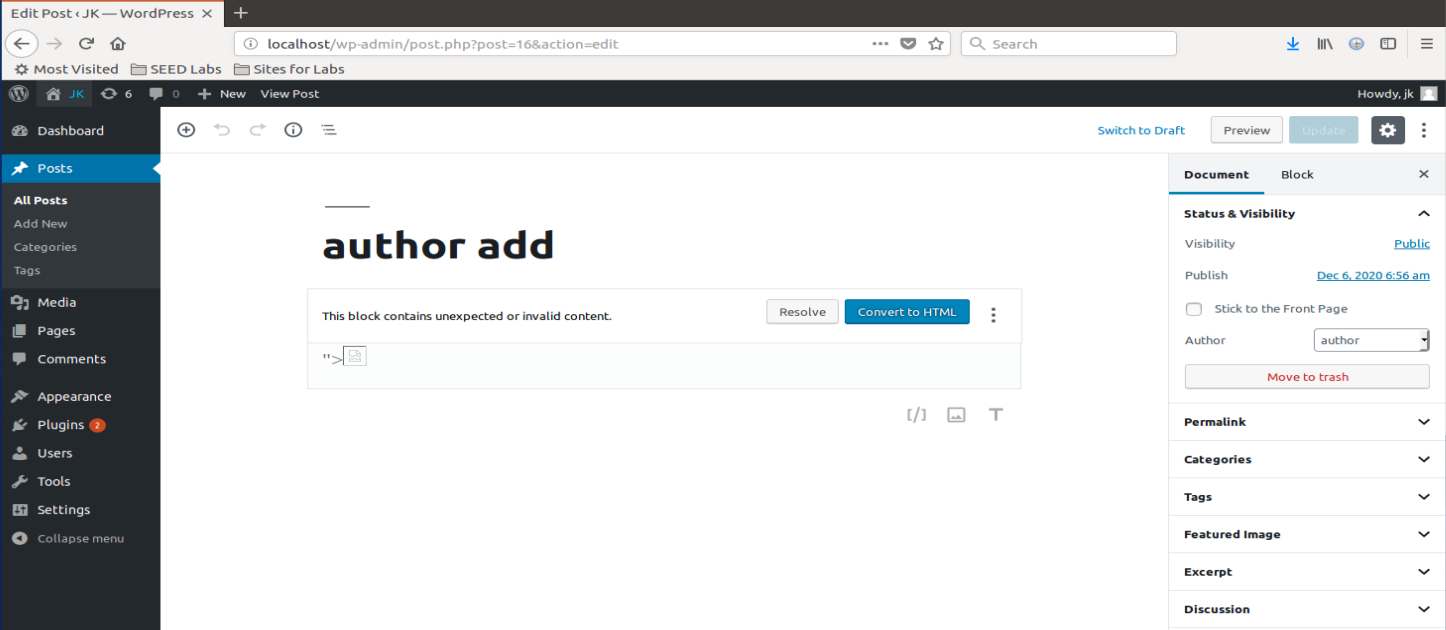 Edit Post ‹ JK — WordPress ×
localhost/wp-admin/post.php?post=16&action=edit
Search
Most Visited SEED Labs Sites for Labs
JK 6 0 + New View Post Howdy, jk
Dashboard
Posts
All Posts
Add New
Categories
Tags
Media
Pages
Comments
Appearance
Plugins 2
Users
Tools
Settings
Collapse menu
Switch to Draft Preview Update
author add
This block contains unexpected or invalid content. Resolve Convert to HTML
">
[/] T
Document Block ×
Status & Visibility
Visibility Public
Publish Dec 6, 2020 6:56 am
Stick to the Front Page
Author author
Move to trash
Permalink
Categories
Tags
Featured Image
Excerpt
Discussion